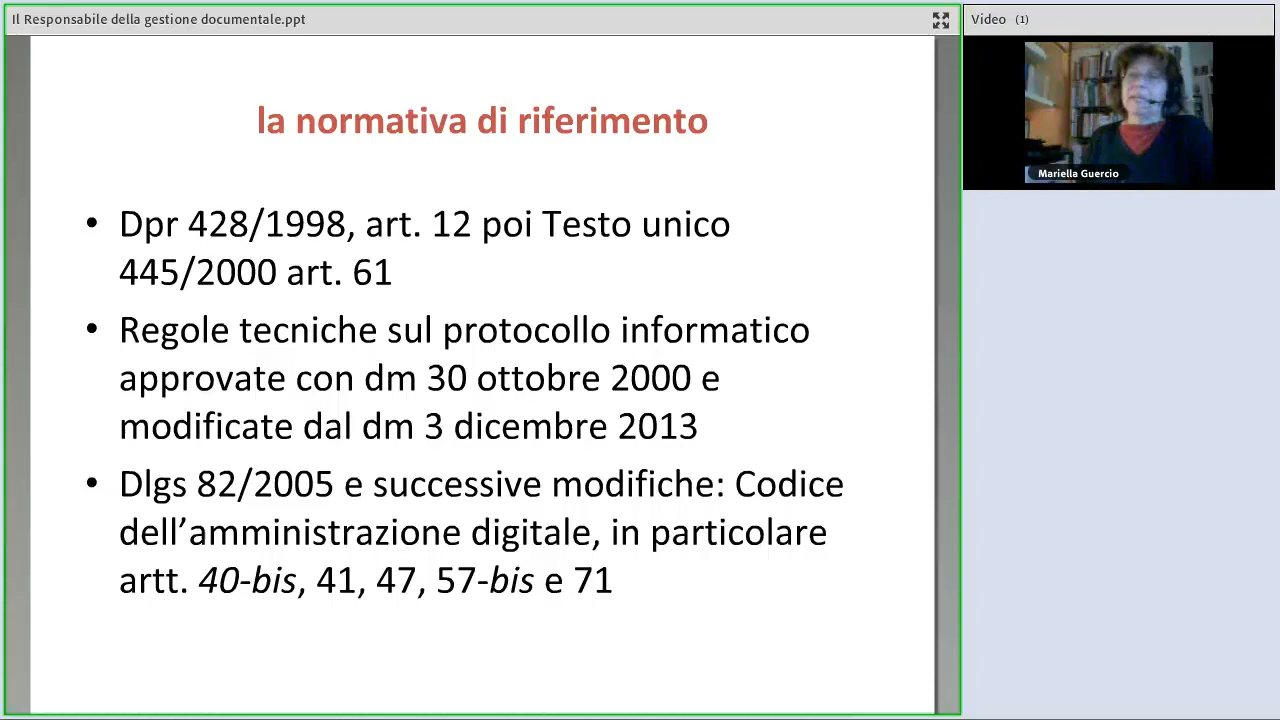 Il Responsabile della gestione documentale.ppt
Video (1)
Mariella Guercio
la normativa di riferimento
• Dpr 428/1998, art. 12 poi Testo unico
445/2000 art. 61
• Regole tecniche sul protocollo informatico
approvate con dm 30 ottobre 2000 e
modificate dal dm 3 dicembre 2013
• Dlgs 82/2005 e successive modifiche: Codice
dell’amministrazione digitale, in particolare
artt. 40-bis, 41, 47, 57-bis e 71